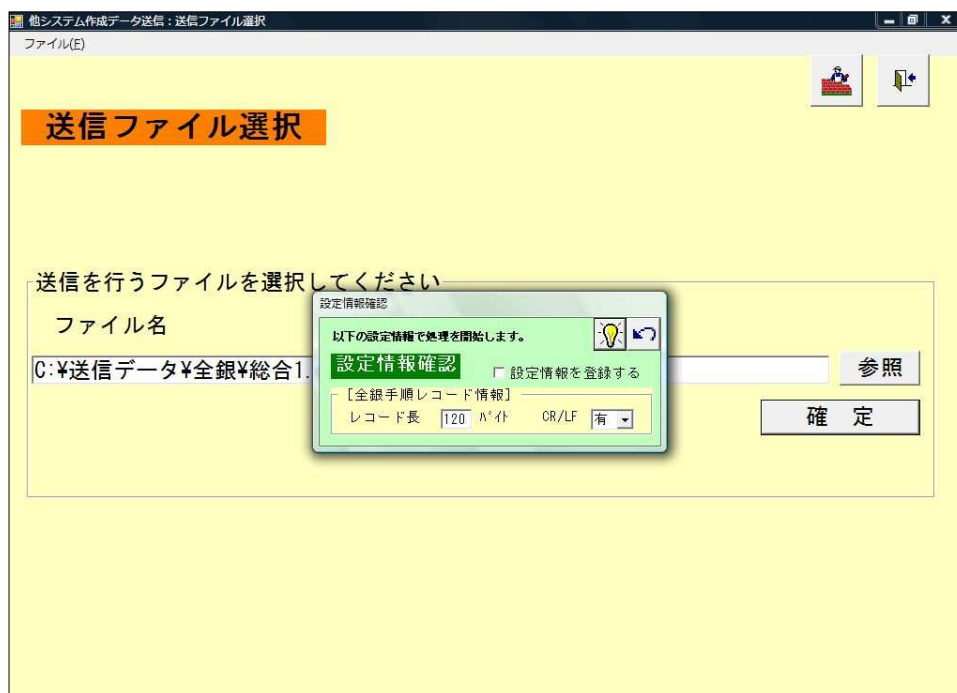 他システム作成データ送信:送信ファイル選択
ファイル(F)
送信ファイル選択
送信を行うファイルを選択してください
ファイル名
C:¥送信データ¥全銀¥総合1.
参照
確 定
設定情報確認
以下の設定情報で処理を開始します。
設定情報確認
設定情報を登録する
[全銀手順レコード情報]
レコード長 120 バイト CR/LF 有